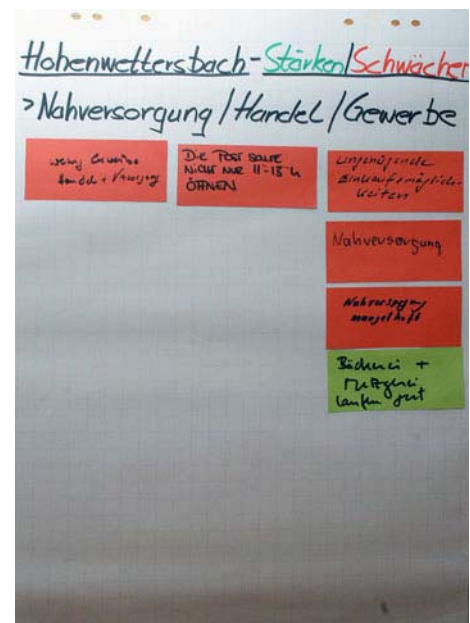 Hohenwettersbach-Stärken/Schwächen
>Nahversorgung/Handel/Gewerbe
wenig Gewerbe
Handel + Versorgung
Die Post sollte
nicht nur 11-13 h
öffnen
ungenügende
Einkaufsmöglich-
keiten
Nahversorgung
Nahversorgung
mangelhaft
Bäckerei +
Metzgerei
laufen gut